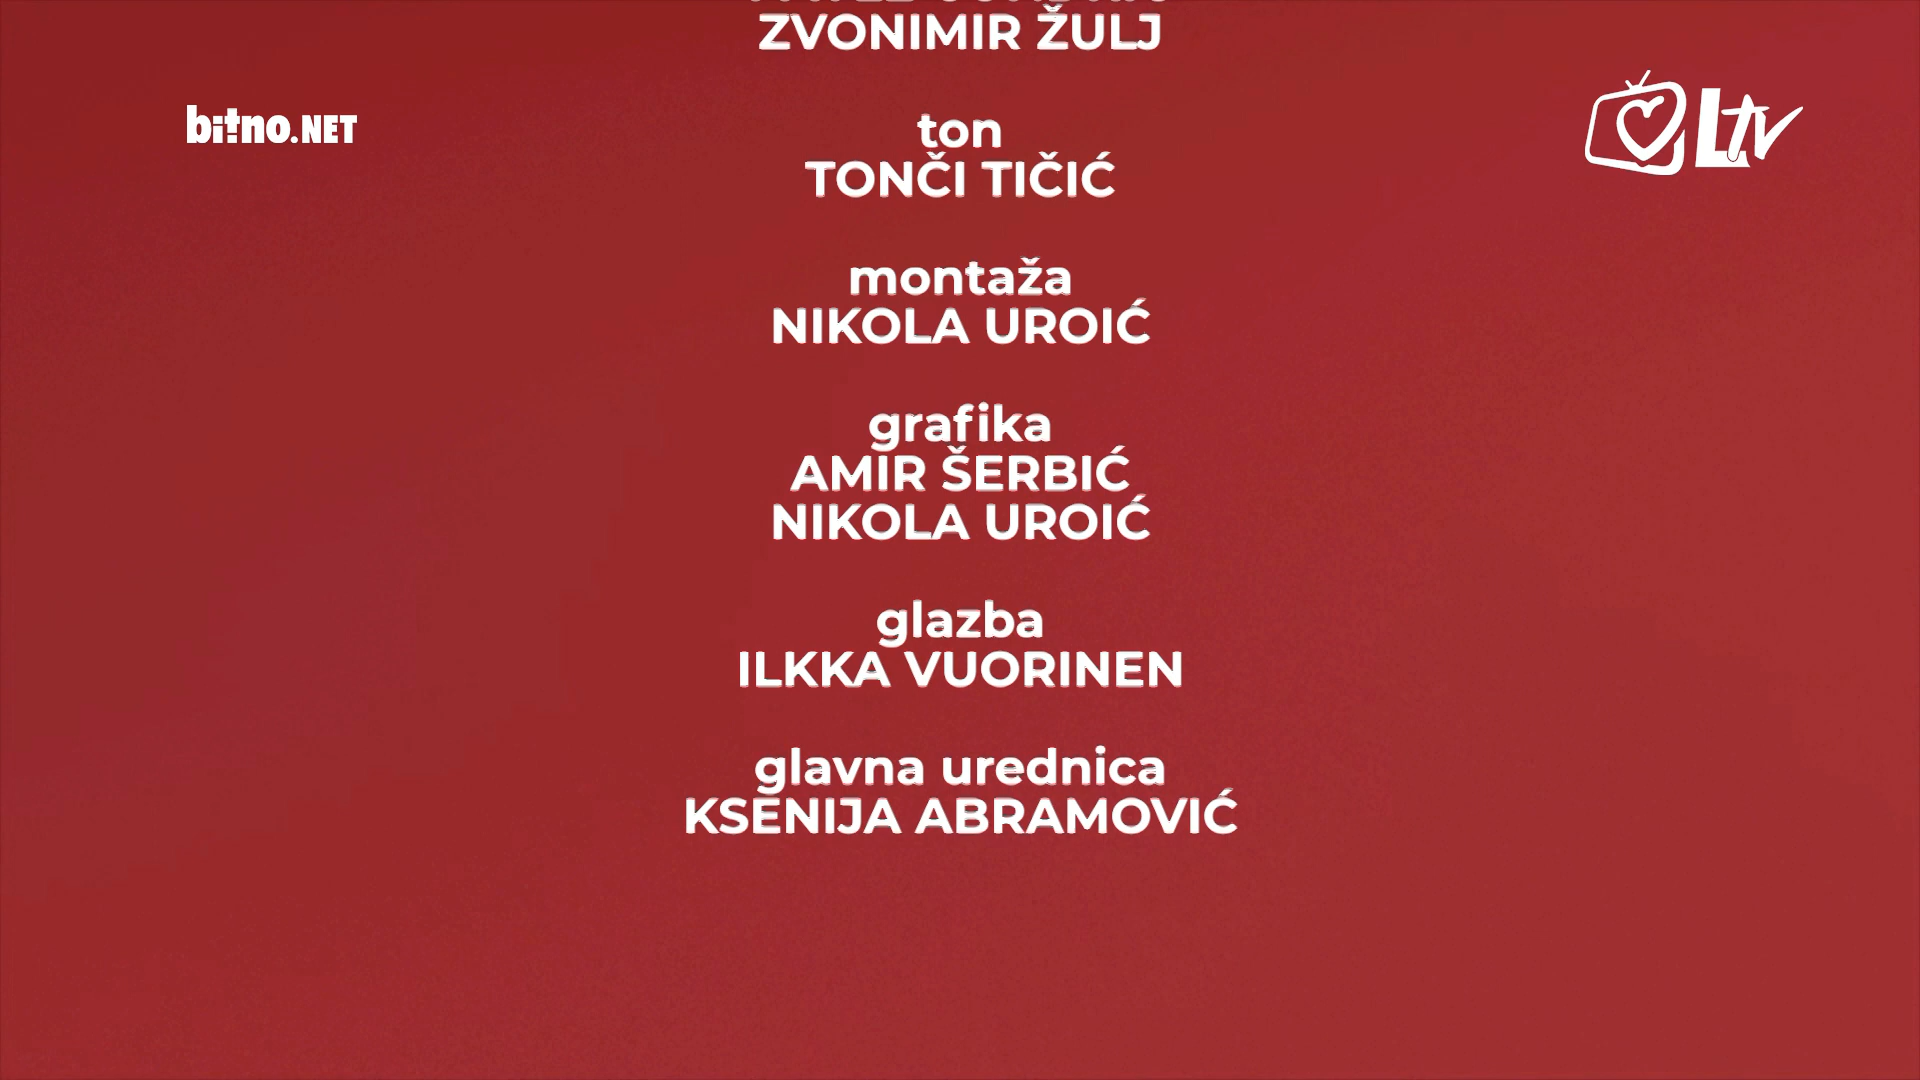 ZVONIMIR ŽULJ
bitno.NET
LTV
ton
TONČI TIČIĆ
montaža
NIKOLA UROIĆ
grafika
AMIR ŠERBIĆ
NIKOLA UROIĆ
glazba
ILKKA VUORINEN
glavna urednica
KSENIJA ABRAMOVIĆ